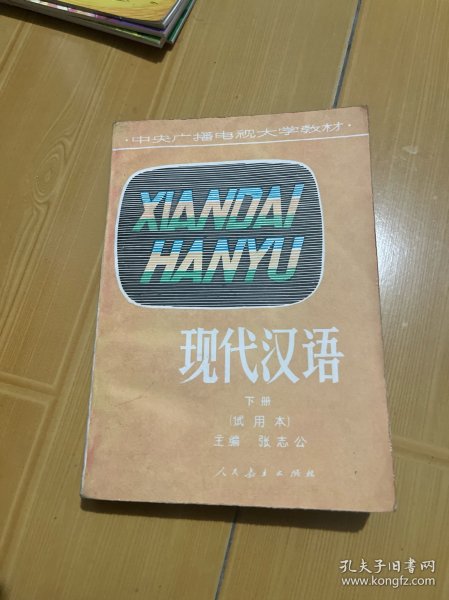 ·中央广播电视大学教材·
XIANDAI
HANYU
现代汉语
下册
(试用本)
主编 张志公
人民教育出版社
孔夫子旧书网
www.kongfz.com